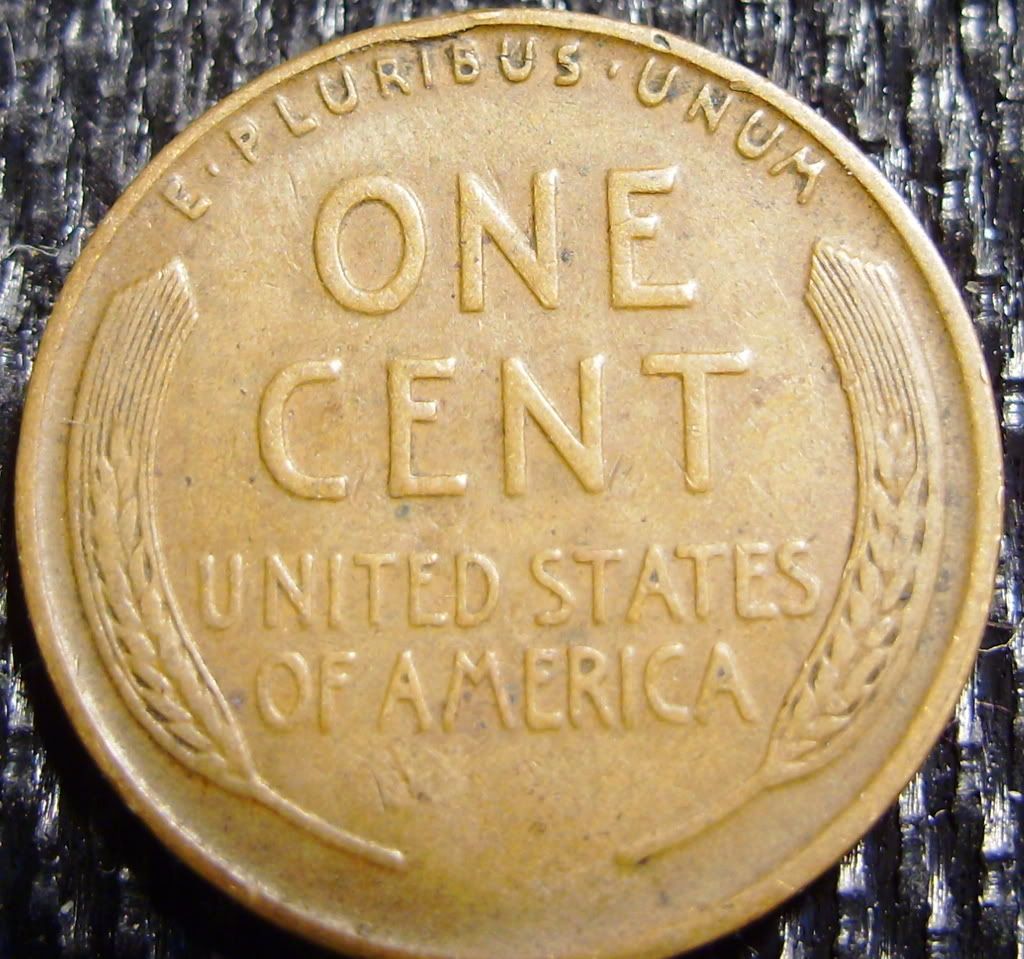 E·PLURIBUS·UNUM
ONE
CENT
UNITED STATES
OF AMERICA